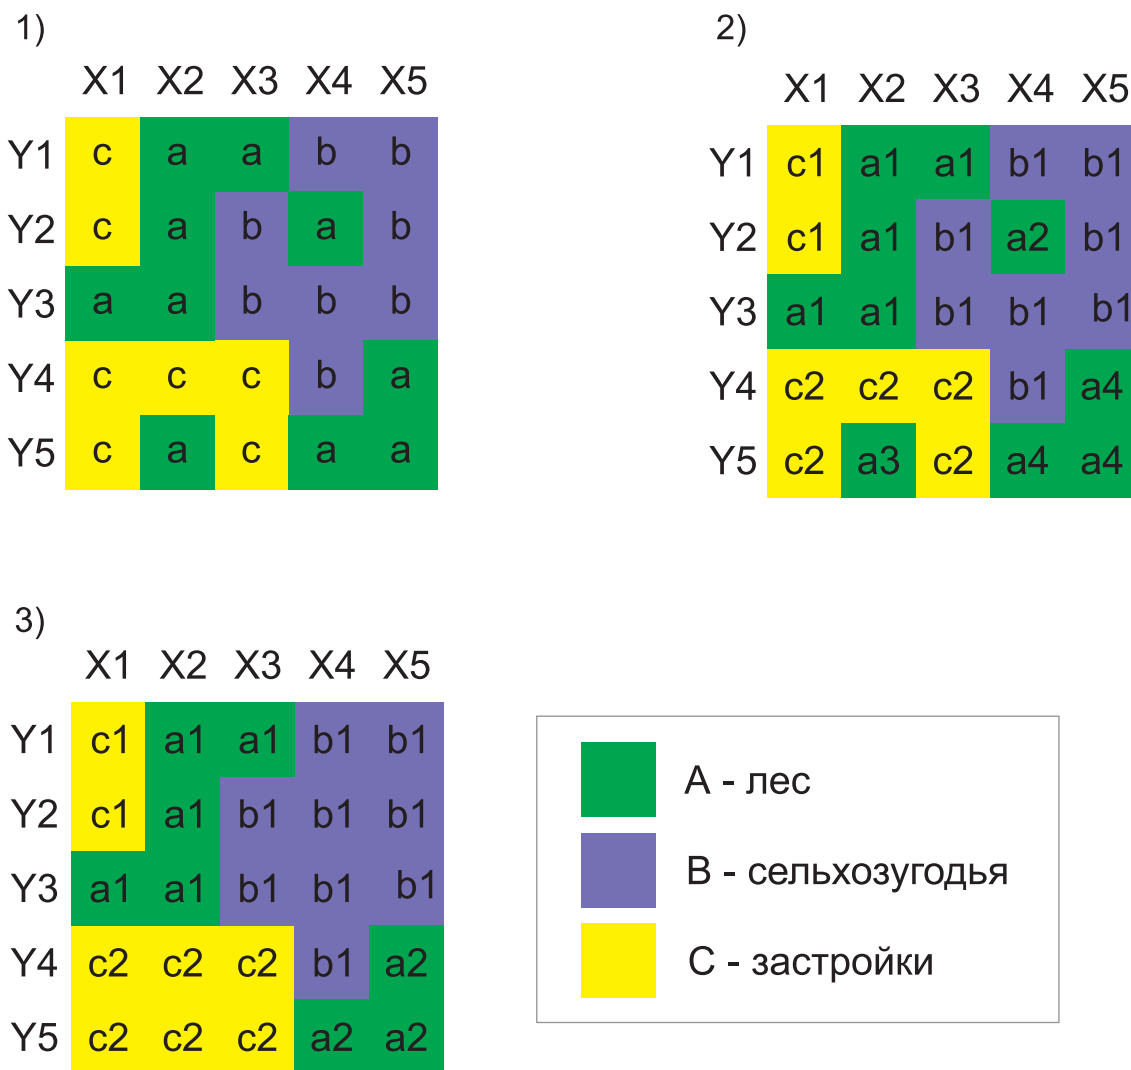 1)
X1 X2 X3 X4 X5
Y1 c a a b b
Y2 c a b a b
Y3 a a b b b
Y4 c c c b a
Y5 c a c a a
2)
X1 X2 X3 X4 X5
Y1 c1 a1 a1 b1 b1
Y2 c1 a1 b1 a2 b1
Y3 a1 a1 b1 b1 b1
Y4 c2 c2 c2 b1 a4
Y5 c2 a3 c2 a4 a4
3)
X1 X2 X3 X4 X5
Y1 c1 a1 a1 b1 b1
Y2 c1 a1 b1 b1 b1
Y3 a1 a1 b1 b1 b1
Y4 c2 c2 c2 b1 a2
Y5 c2 c2 c2 a2 a2
А - лес
В - сельхозугодья
С - застройки